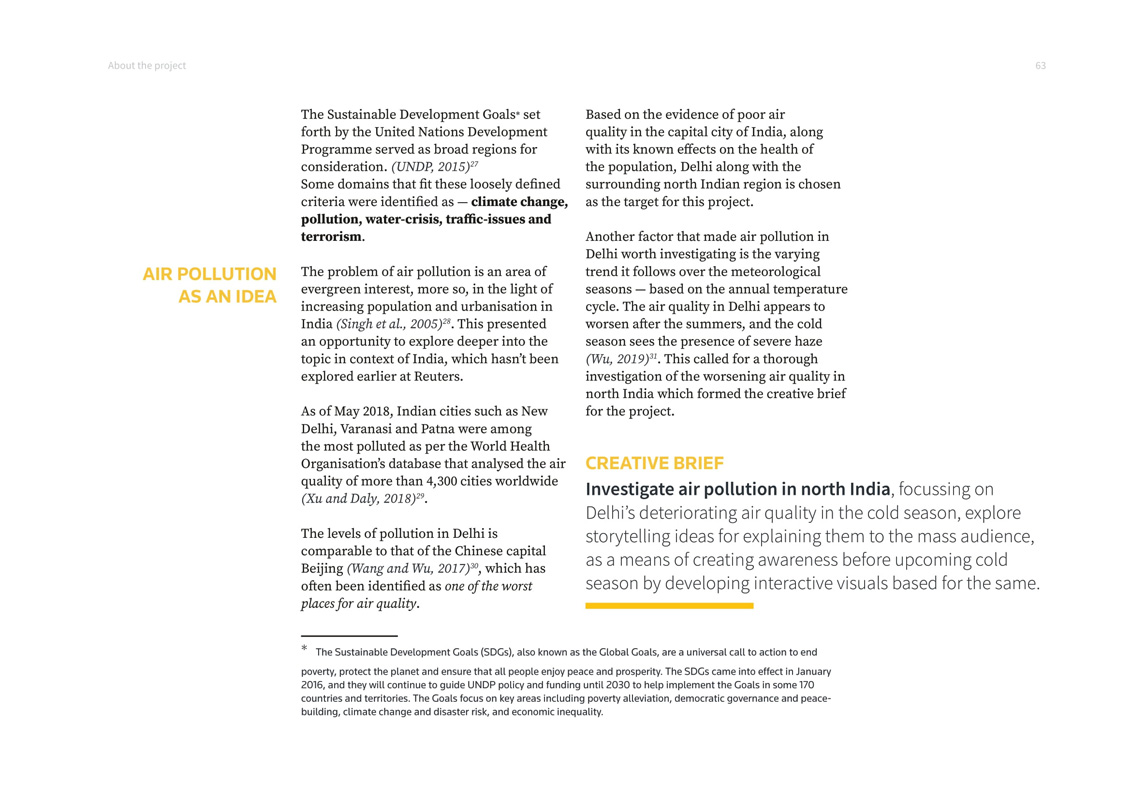 About the project
63
The Sustainable Development Goals* set
forth by the United Nations Development
Programme served as broad regions for
consideration. (UNDP, 2015)27
Some domains that fit these loosely defined
criteria were identified as — climate change,
pollution, water-crisis, traffic-issues and
terrorism.
AIR POLLUTION
AS AN IDEA
The problem of air pollution is an area of
evergreen interest, more so, in the light of
increasing population and urbanisation in
India (Singh et al., 2005)28. This presented
an opportunity to explore deeper into the
topic in context of India, which hasn't been
explored earlier at Reuters.
As of May 2018, Indian cities such as New
Delhi, Varanasi and Patna were among
the most polluted as per the World Health
Organisation's database that analysed the air
quality of more than 4,300 cities worldwide
(Xu and Daly, 2018)29.
The levels of pollution in Delhi is
comparable to that of the Chinese capital
Beijing (Wang and Wu, 2017)30, which has
often been identified as one of the worst
places for air quality.
Based on the evidence of poor air
quality in the capital city of India, along
with its known effects on the health of
the population, Delhi along with the
surrounding north Indian region is chosen
as the target for this project.
Another factor that made air pollution in
Delhi worth investigating is the varying
trend it follows over the meteorological
seasons — based on the annual temperature
cycle. The air quality in Delhi appears to
worsen after the summers, and the cold
season sees the presence of severe haze
(Wu, 2019)31. This called for a thorough
investigation of the worsening air quality in
north India which formed the creative brief
for the project.
CREATIVE BRIEF
Investigate air pollution in north India, focussing on
Delhi's deteriorating air quality in the cold season, explore
storytelling ideas for explaining them to the mass audience,
as a means of creating awareness before upcoming cold
season by developing interactive visuals based for the same.
* The Sustainable Development Goals (SDGs), also known as the Global Goals, are a universal call to action to end
poverty, protect the planet and ensure that all people enjoy peace and prosperity. The SDGs came into effect in January
2016, and they will continue to guide UNDP policy and funding until 2030 to help implement the Goals in some 170
countries and territories. The Goals focus on key areas including poverty alleviation, democratic governance and peace-
building, climate change and disaster risk, and economic inequality.